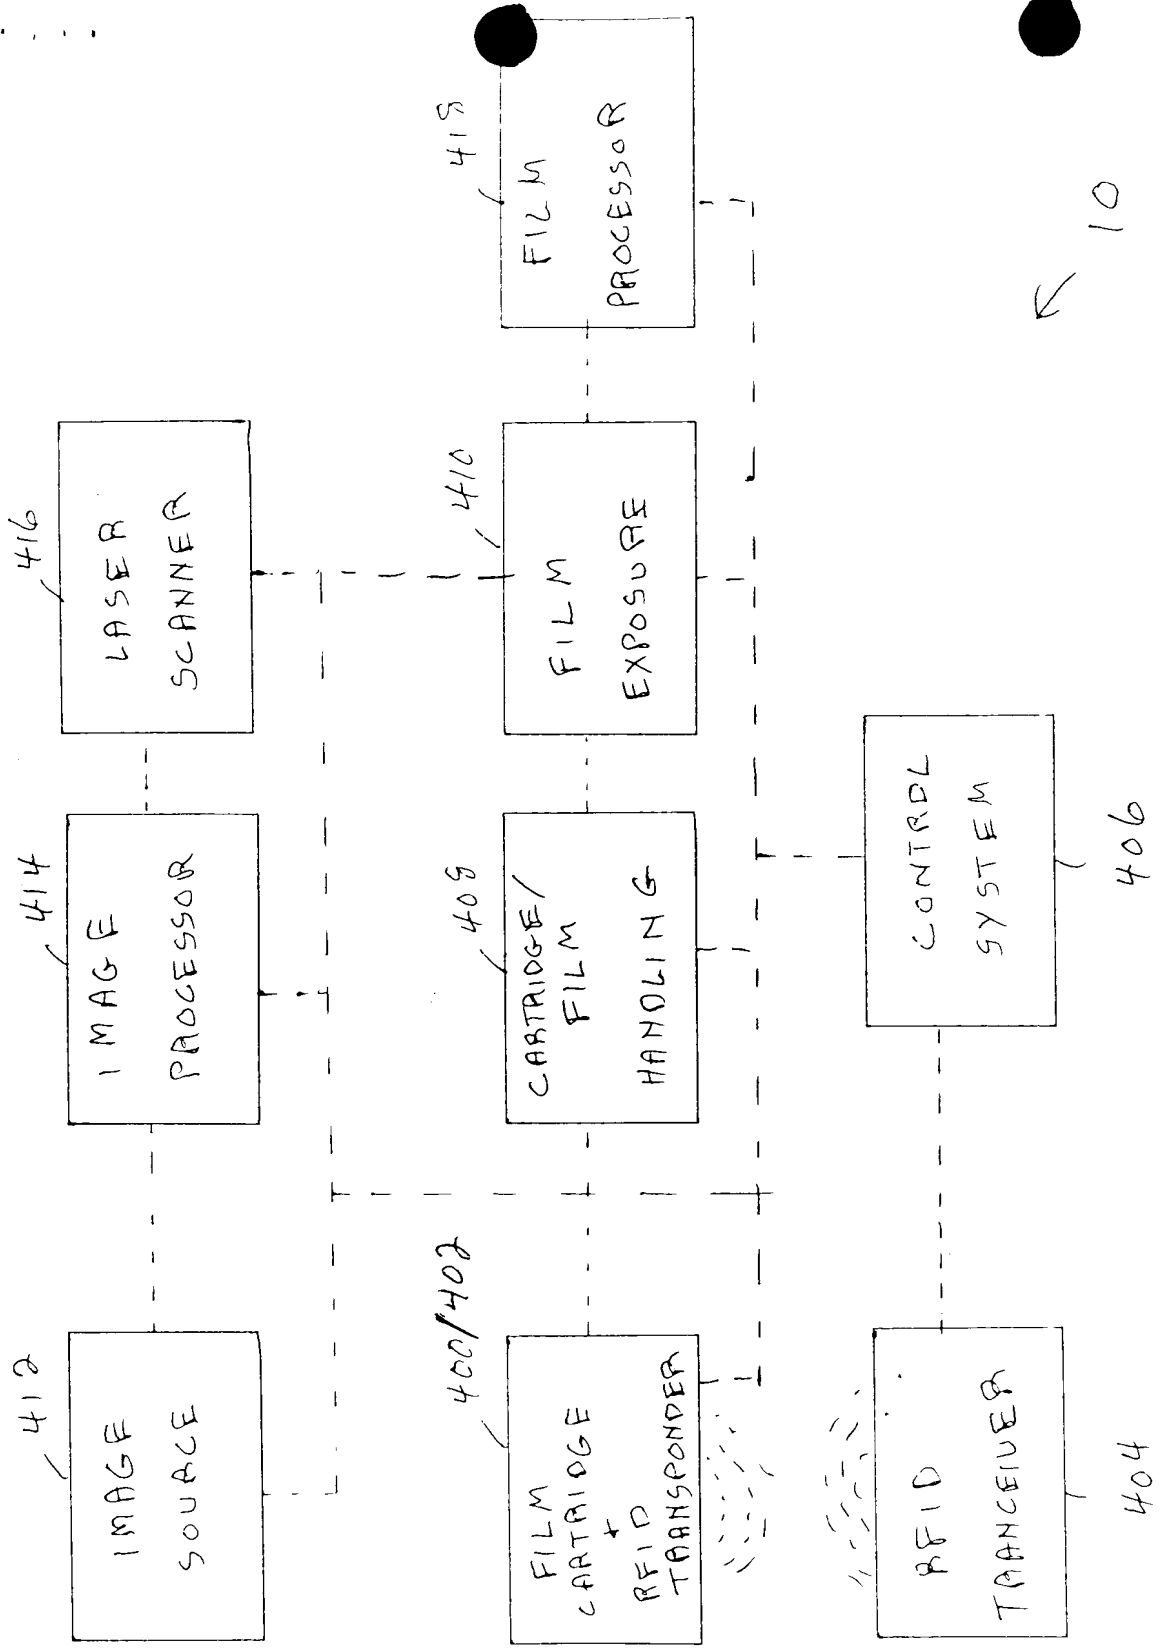 412
IMAGE
SOURCE
414
IMAGE
PROCESSOR
416
LASER
SCANNER
400/402
FILM
CARTRIDGE
+
RFID
TRANSPONDER
408
CARTRIDGE/
FILM
HANDLING
410
FILM
EXPOSURE
418
FILM
PROCESSOR
RFID
TRANCEIVER
404
CONTROL
SYSTEM
406
10